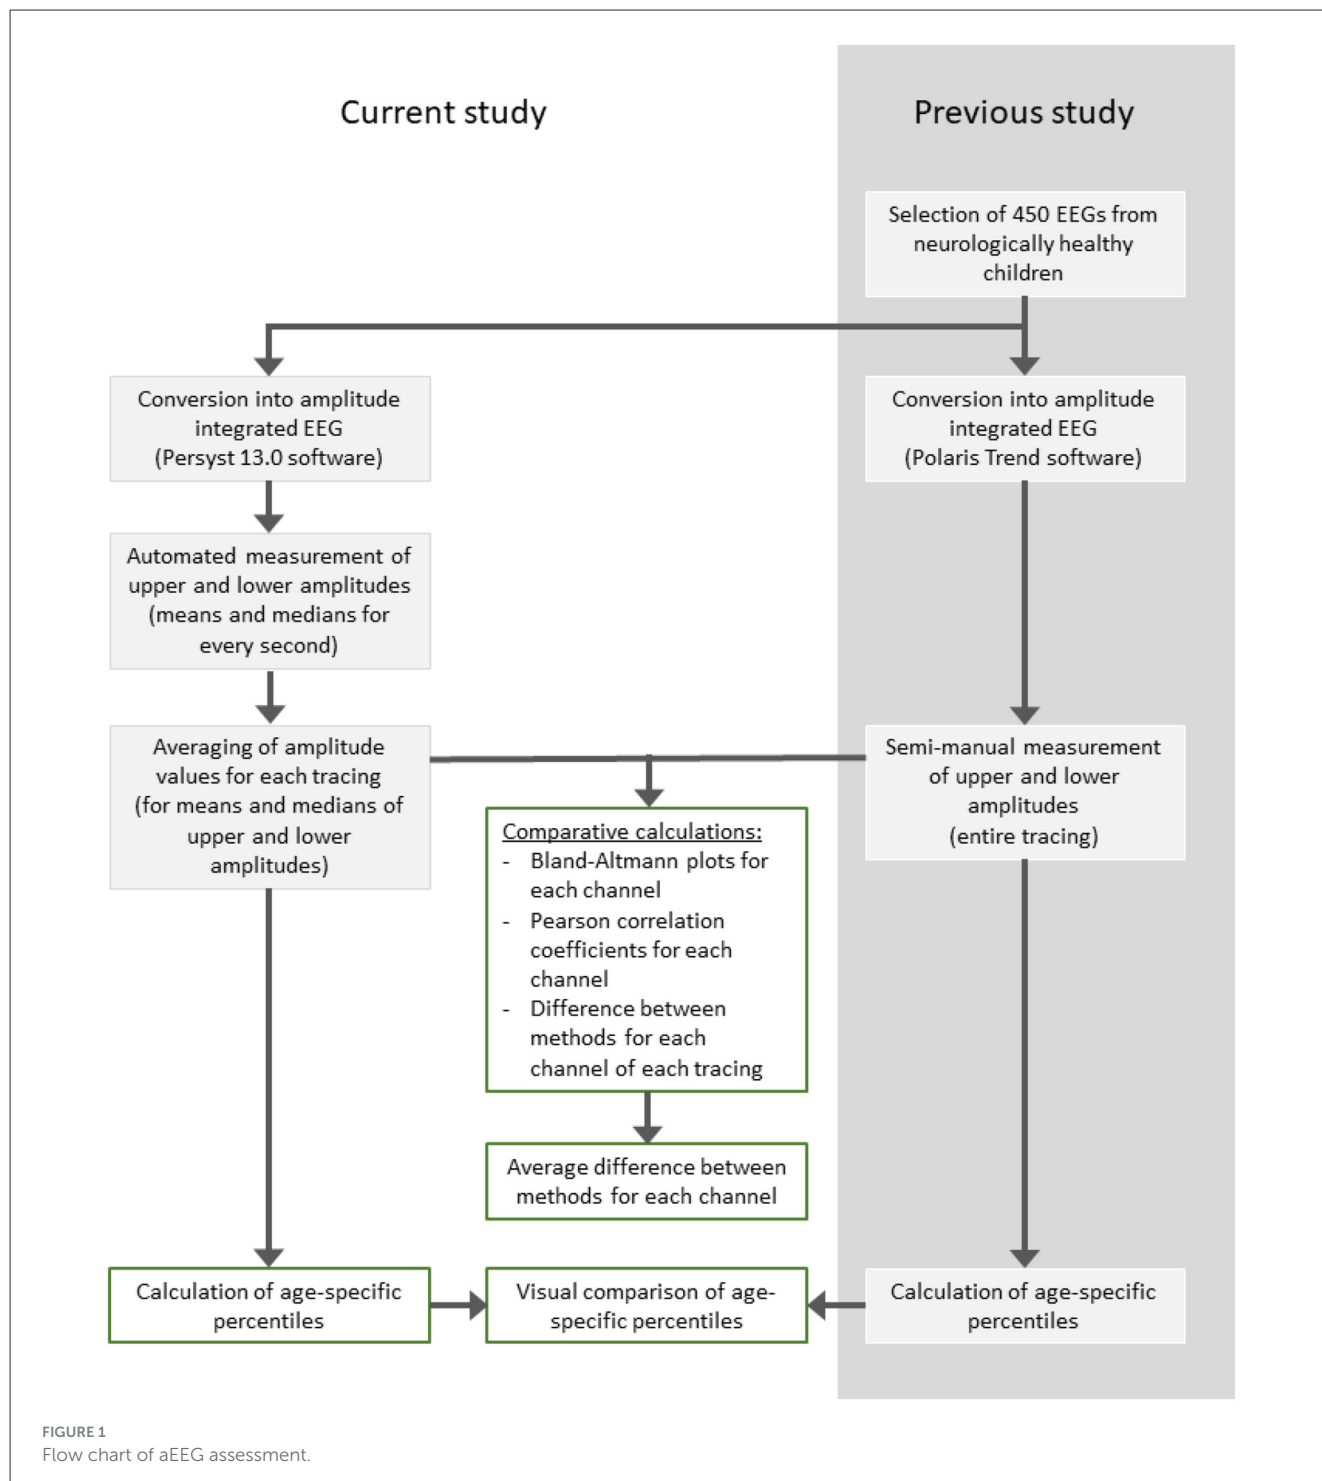 Current study
Previous study
Selection of 450 EEGs from
neurologically healthy
children
Conversion into amplitude
integrated EEG
(Persyst 13.0 software)
Conversion into amplitude
integrated EEG
(Polaris Trend software)
Automated measurement of
upper and lower amplitudes
(means and medians for
every second)
Averaging of amplitude
values for each tracing
(for means and medians of
upper and lower
amplitudes)
Semi-manual measurement
of upper and lower
amplitudes
(entire tracing)
Comparative calculations:
- Bland-Altmann plots for
each channel
- Pearson correlation
coefficients for each
channel
- Difference between
methods for each
channel of each tracing
Average difference between
methods for each channel
Calculation of age-specific
percentiles
Visual comparison of age-
specific percentiles
Calculation of age-specific
percentiles
FIGURE 1
Flow chart of aEEG assessment.